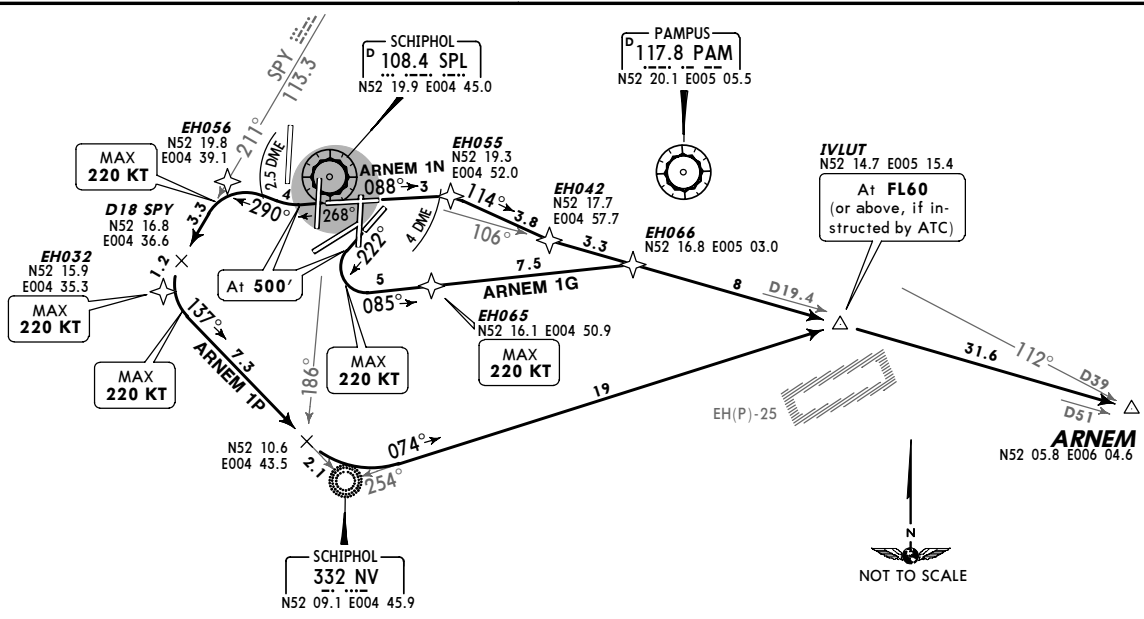 SPY
113.3
211°
SCHIPHOL
D 108.4 SPL
N52 19.9 E004 45.0
PAMPUS
D 117.8 PAM
N52 20.1 E005 05.5
EH056
N52 19.8
E004 39.1
MAX
220 KT
2.5 DME
EH055
N52 19.3
E004 52.0
ARNEM 1N
088°
3
IVLUT
N52 14.7 E005 15.4
At FL60
(or above, if in-
structed by ATC)
4
290°
268°
114°
3.8
106°
4 DME
EH042
N52 17.7
E004 57.7
3.3
D18 SPY
N52 16.8
E004 36.6
3.3
222°
EH066
N52 16.8 E005 03.0
EH032
N52 15.9
E004 35.3
1.2
MAX
220 KT
At 500'
5
085°
7.5
ARNEM 1G
8
D19.4
EH065
N52 16.1 E004 50.9
MAX
220 KT
MAX
220 KT
137°
7.3
MAX
220 KT
ARNEM 1P
186°
19
31.6
112°
D39
D51
EH(P)-25
ARNEM
N52 05.8 E006 04.6
N52 10.6
E004 43.5
2.1
074°
254°
SCHIPHOL
332 NV
N52 09.1 E004 45.9
N
NOT TO SCALE